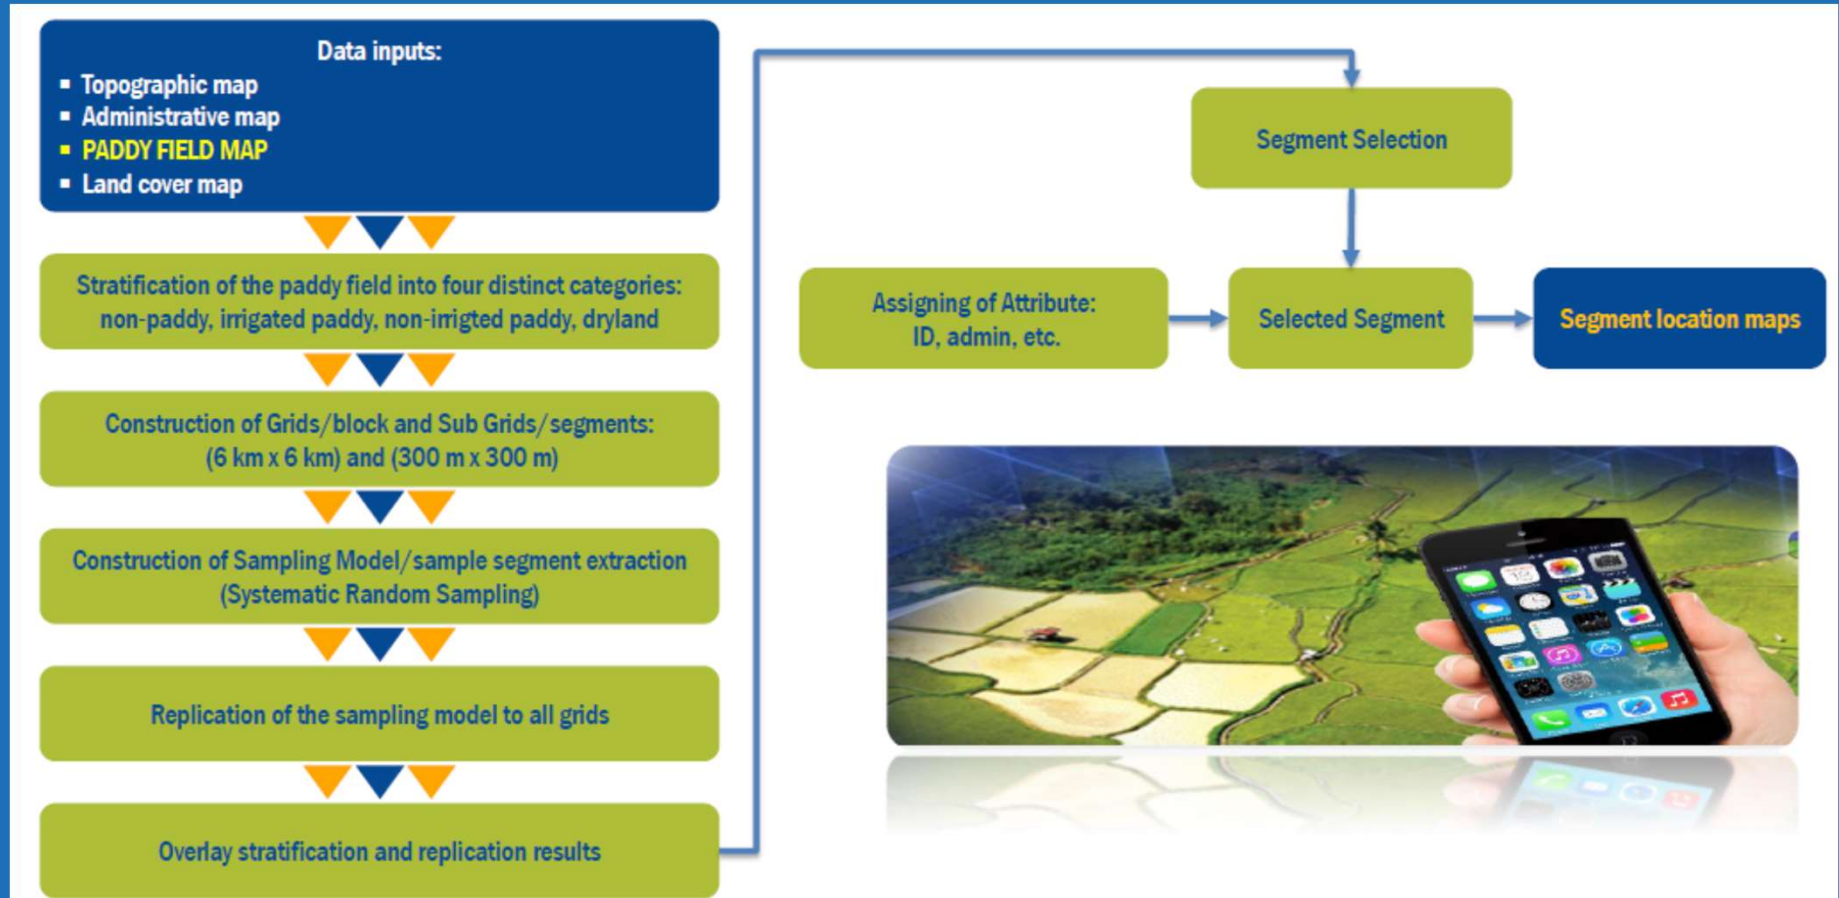 Data inputs:
▪ Topographic map
▪ Administrative map
▪ PADDY FIELD MAP
▪ Land cover map
Stratification of the paddy field into four distinct categories:
non-paddy, irrigated paddy, non-irrigted paddy, dryland
Construction of Grids/block and Sub Grids/segments:
(6 km x 6 km) and (300 m x 300 m)
Construction of Sampling Model/sample segment extraction
(Systematic Random Sampling)
Replication of the sampling model to all grids
Overlay stratification and replication results
Segment Selection
Assigning of Attribute:
ID, admin, etc.
Selected Segment
Segment location maps